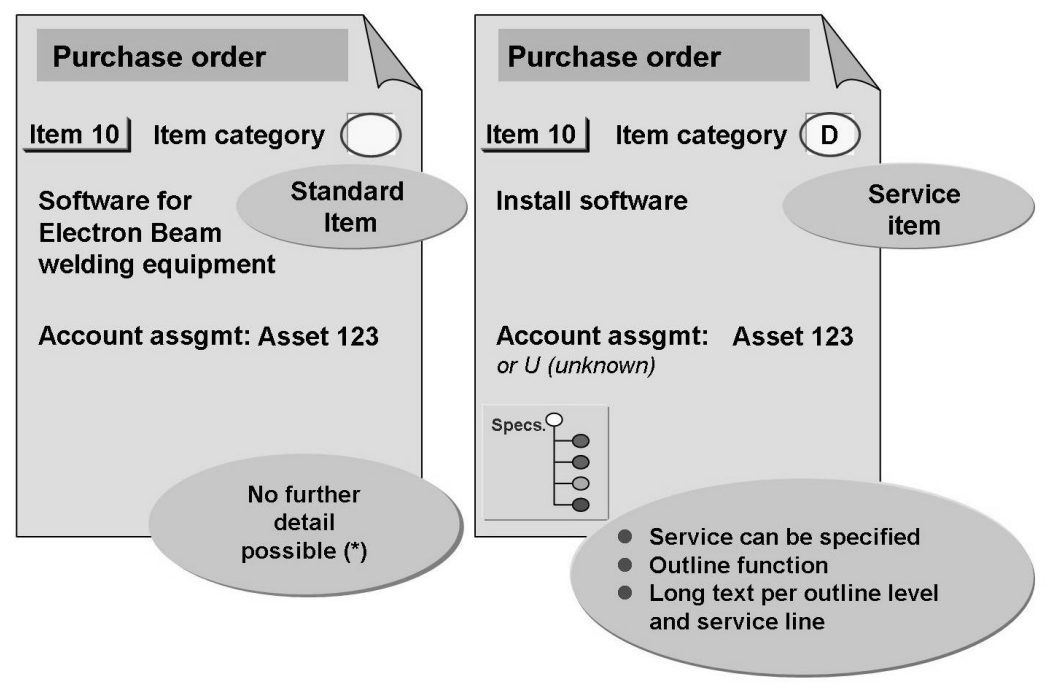 Purchase order
Item 10 Item category
Standard
Item
Software for
Electron Beam
welding equipment
Account assgmt: Asset 123
No further
detail
possible (*)
Purchase order
Item 10 Item category D
Service
item
Install software
Account assgmt: Asset 123
or U (unknown)
Specs.
Service can be specified
Outline function
Long text per outline level
and service line